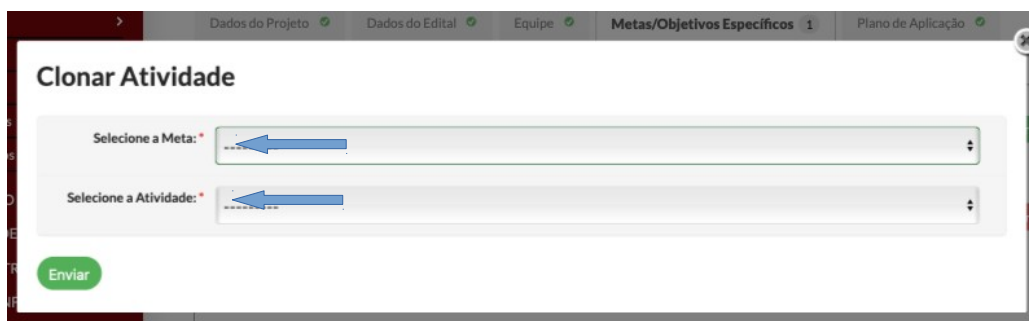 Dados do Projeto
Dados do Edital
Equipe
Metas/Objetivos Específicos 1
Plano de Aplicação
Clonar Atividade
Selecione a Meta: *
Selecione a Atividade: *
---------
Enviar